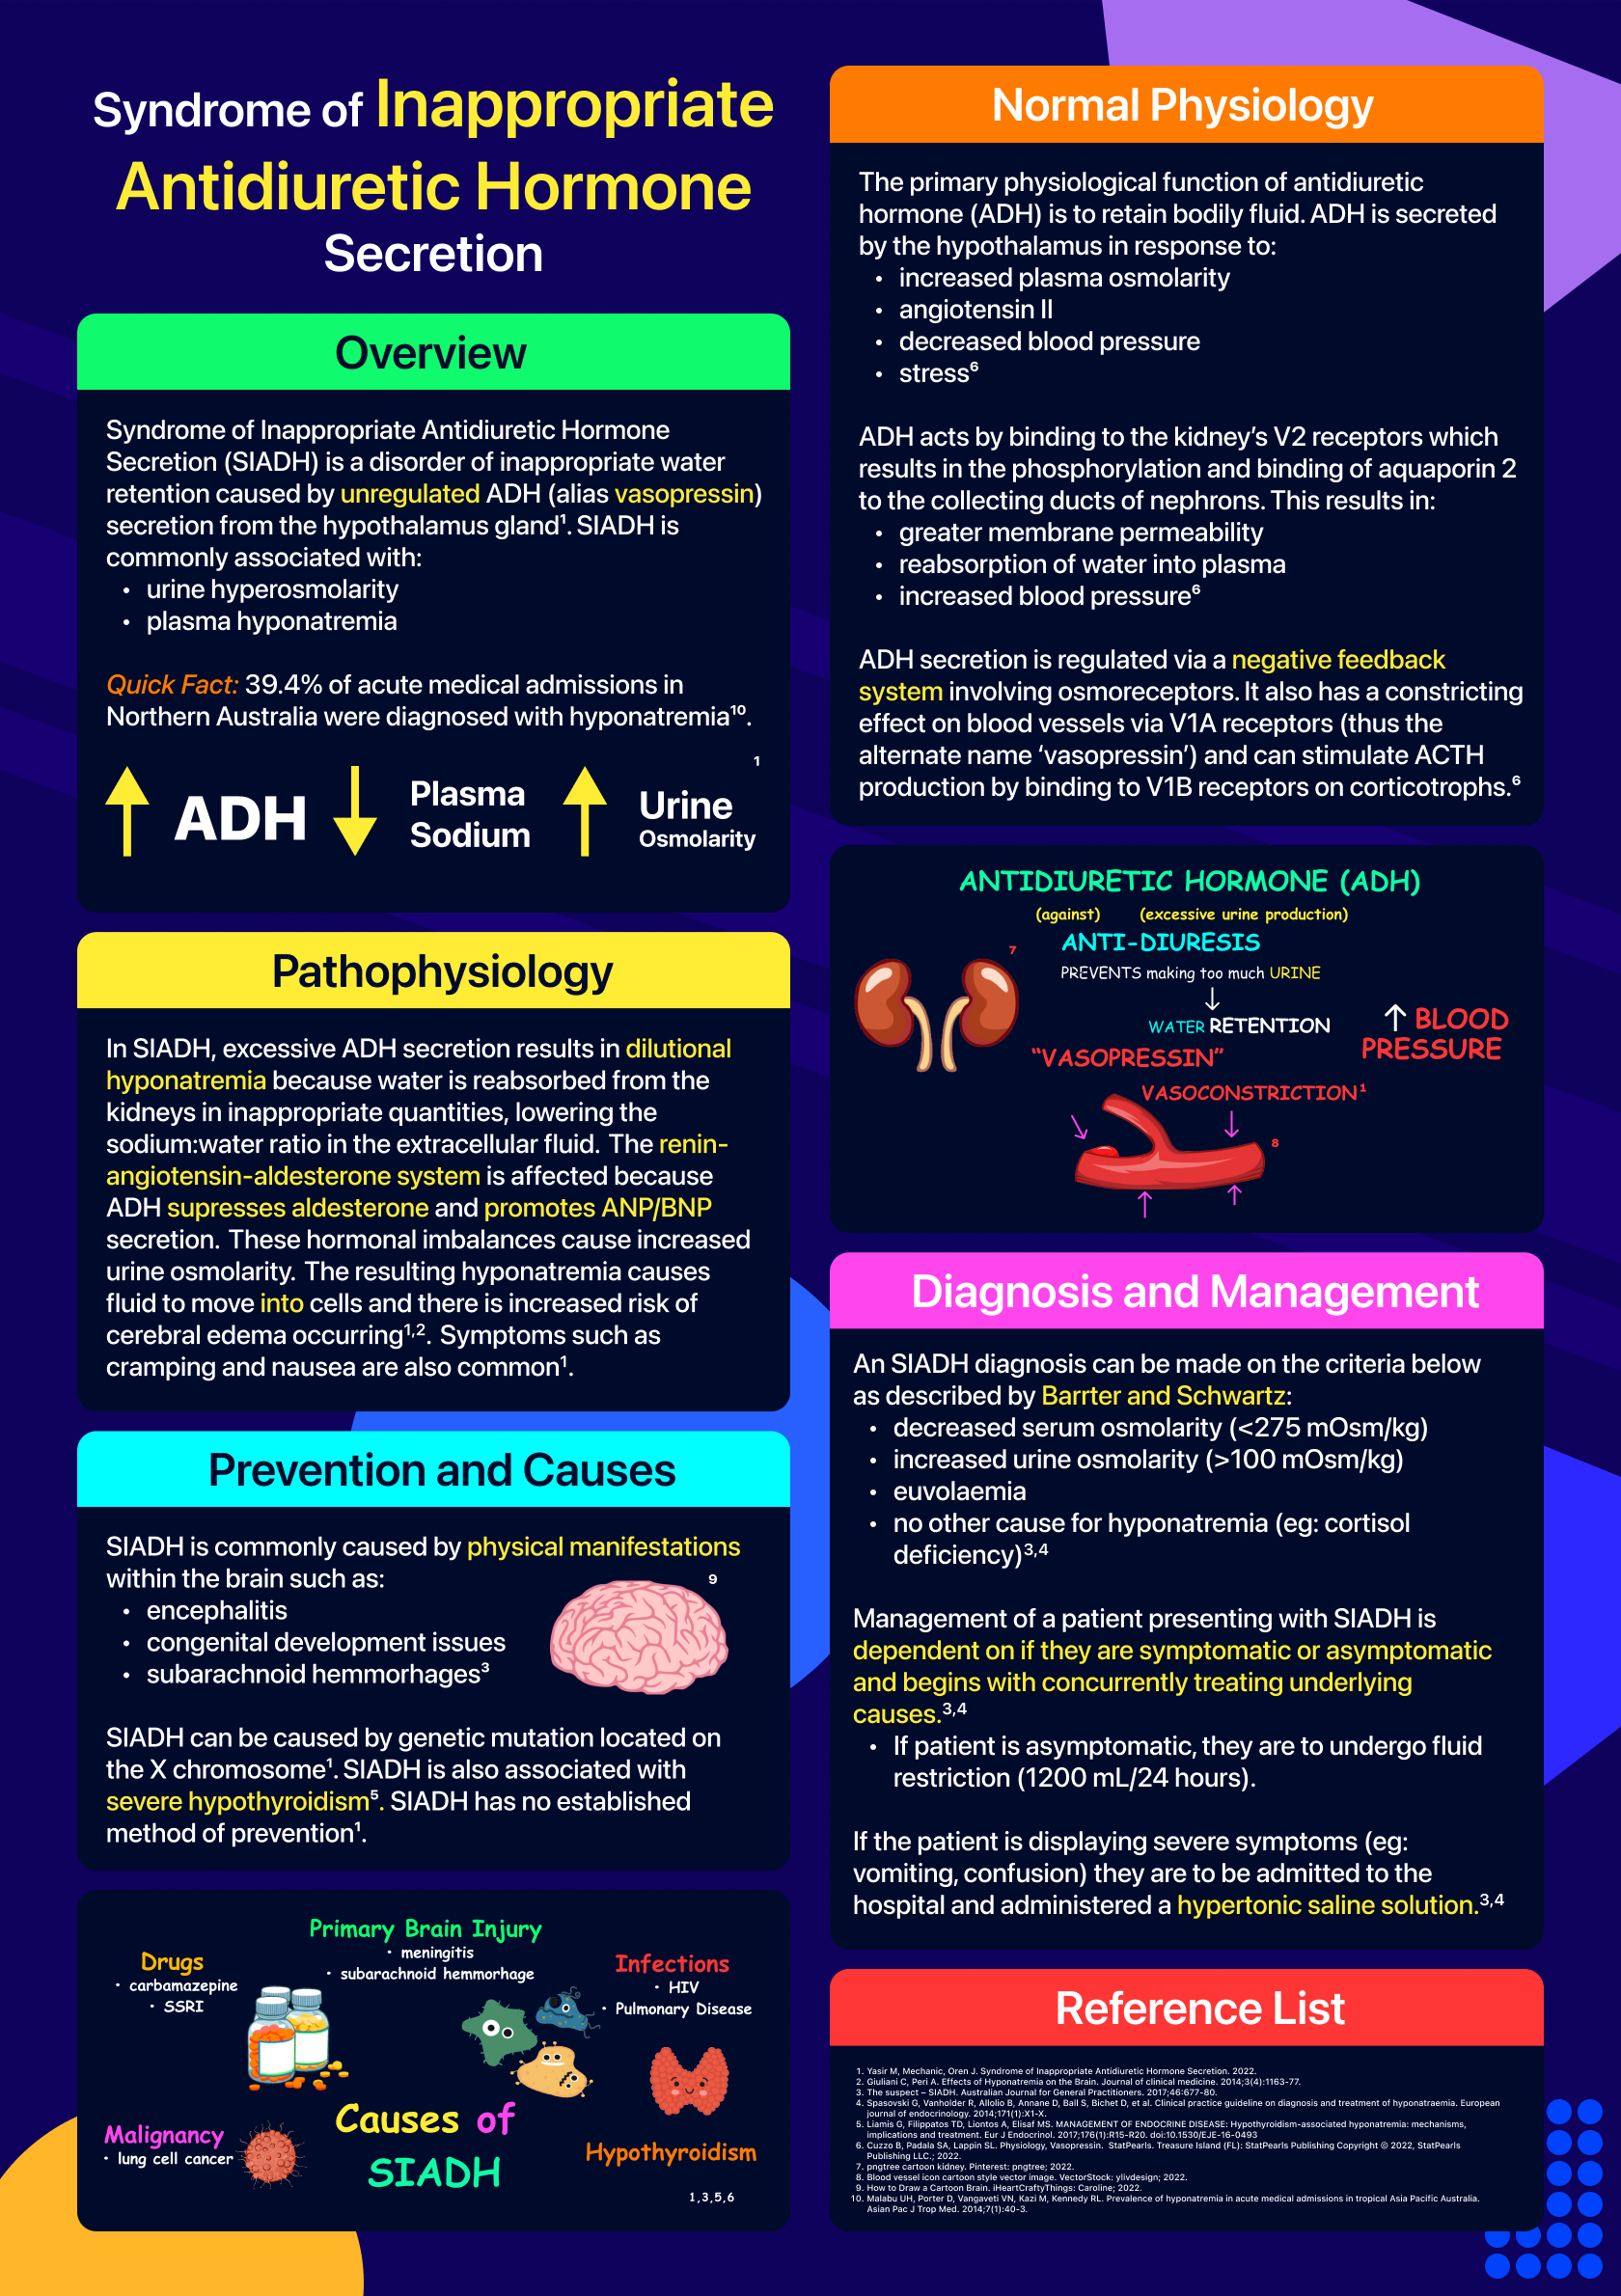 Syndrome of Inappropriate
Antidiuretic Hormone
Secretion
Overview
Syndrome of Inappropriate Antidiuretic Hormone
Secretion (SIADH) is a disorder of inappropriate water
retention caused by unregulated ADH (alias vasopressin)
secretion from the hypothalamus gland¹. SIADH is
commonly associated with:
• urine hyperosmolarity
• plasma hyponatremia
Quick Fact: 39.4% of acute medical admissions in
Northern Australia were diagnosed with hyponatremia¹⁰.
1
ADH
Plasma
Sodium
Urine
Osmolarity
Pathophysiology
In SIADH, excessive ADH secretion results in dilutional
hyponatremia because water is reabsorbed from the
kidneys in inappropriate quantities, lowering the
sodium:water ratio in the extracellular fluid. The renin-
angiotensin-aldesterone system is affected because
ADH supresses aldesterone and promotes ANP/BNP
secretion. These hormonal imbalances cause increased
urine osmolarity. The resulting hyponatremia causes
fluid to move into cells and there is increased risk of
cerebral edema occurring¹,². Symptoms such as
cramping and nausea are also common¹.
Prevention and Causes
SIADH is commonly caused by physical manifestations
within the brain such as:
9
• encephalitis
• congenital development issues
• subarachnoid hemmorhages³
SIADH can be caused by genetic mutation located on
the X chromosome¹. SIADH is also associated with
severe hypothyroidism⁵. SIADH has no established
method of prevention¹.
Primary Brain Injury
• meningitis
• subarachnoid hemmorhage
Drugs
• carbamazepine
• SSRI
Infections
• HIV
• Pulmonary Disease
Causes of
SIADH
Malignancy
• lung cell cancer
Hypothyroidism
1,3,5,6
Normal Physiology
The primary physiological function of antidiuretic
hormone (ADH) is to retain bodily fluid. ADH is secreted
by the hypothalamus in response to:
• increased plasma osmolarity
• angiotensin II
• decreased blood pressure
• stress⁶
ADH acts by binding to the kidney's V2 receptors which
results in the phosphorylation and binding of aquaporin 2
to the collecting ducts of nephrons. This results in:
• greater membrane permeability
• reabsorption of water into plasma
• increased blood pressure⁶
ADH secretion is regulated via a negative feedback
system involving osmoreceptors. It also has a constricting
effect on blood vessels via V1A receptors (thus the
alternate name ‘vasopressin’) and can stimulate ACTH
production by binding to V1B receptors on corticotrophs.⁶
ANTIDIURETIC HORMONE (ADH)
(against) (excessive urine production)
ANTI-DIURESIS
7
PREVENTS making too much URINE
↓
WATER RETENTION
↑ BLOOD
PRESSURE
“VASOPRESSIN”
VASOCONSTRICTION¹
8
Diagnosis and Management
An SIADH diagnosis can be made on the criteria below
as described by Barrter and Schwartz:
• decreased serum osmolarity (<275 mOsm/kg)
• increased urine osmolarity (>100 mOsm/kg)
• euvolaemia
• no other cause for hyponatremia (eg: cortisol
deficiency)³,⁴
Management of a patient presenting with SIADH is
dependent on if they are symptomatic or asymptomatic
and begins with concurrently treating underlying
causes.³,⁴
• If patient is asymptomatic, they are to undergo fluid
restriction (1200 mL/24 hours).
If the patient is displaying severe symptoms (eg:
vomiting, confusion) they are to be admitted to the
hospital and administered a hypertonic saline solution.³,⁴
Reference List
1. Yasir M, Mechanic, Oren J. Syndrome of Inappropriate Antidiuretic Hormone Secretion. 2022.
2. Giuliani C, Peri A. Effects of Hyponatremia on the Brain. Journal of clinical medicine. 2014;3(4):1163-77.
3. The suspect – SIADH. Australian Journal for General Practitioners. 2017;46:677-80.
4. Spasovski G, Vanholder R, Allolio B, Annane D, Ball S, Bichet D, et al. Clinical practice guideline on diagnosis and treatment of hyponatraemia. European
journal of endocrinology. 2014;171(1):X1-X.
5. Liamis G, Filippatos TD, Liontos A, Elisaf MS. MANAGEMENT OF ENDOCRINE DISEASE: Hypothyroidism-associated hyponatremia: mechanisms,
implications and treatment. Eur J Endocrinol. 2017;176(1):R15-R20. doi:10.1530/EJE-16-0493
6. Cuzzo B, Padala SA, Lappin SL. Physiology, Vasopressin. StatPearls. Treasure Island (FL): StatPearls Publishing Copyright © 2022, StatPearls
Publishing LLC.; 2022.
7. pngtree cartoon kidney. Pinterest: pngtree; 2022.
8. Blood vessel icon cartoon style vector image. VectorStock: ylivdesign; 2022.
9. How to Draw a Cartoon Brain. iHeartCraftyThings: Caroline; 2022.
10. Malabu UH, Porter D, Vangaveti VN, Kazi M, Kennedy RL. Prevalence of hyponatremia in acute medical admissions in tropical Asia Pacific Australia.
Asian Pac J Trop Med. 2014;7(1):40-3.